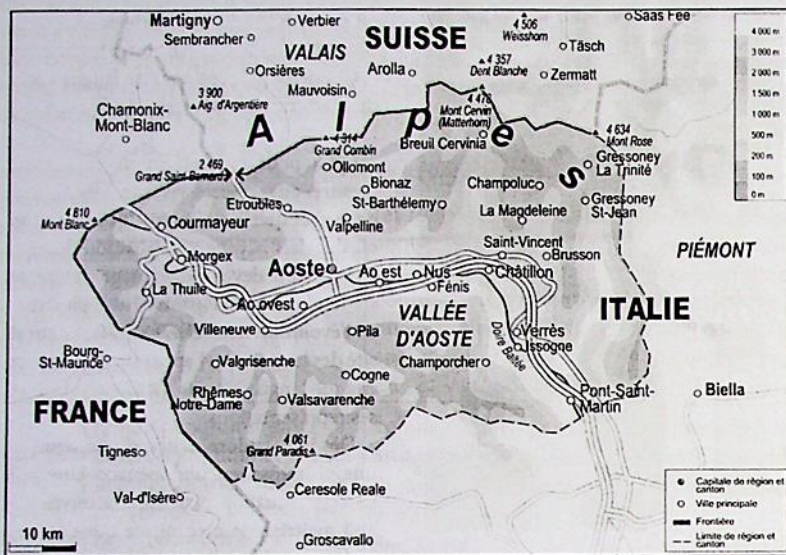 Martigny
Verbier
Sembrancher
VALAIS
SUISSE
4 506
Weisshorn
Saas Fee
Täsch
4 357
Dent Blanche
Zermatt
Orsières
Arolla
Mauvoisin
3 900
Aig. d'Argentière
Chamonix-
Mont-Blanc
Alpes
4 314
Grand Combin
4 478
Mont Cervin
(Matterhorn)
Breuil Cervinia
4 634
Mont Rose
2 469
Grand Saint-Bernard
Ollomont
Gressoney
La Trinité
Bionaz
Champoluc
Etroubles
St-Barthélemy
Gressoney
St-Jean
4 810
Mont Blanc
Courmayeur
Valpelline
La Magdeleine
Saint-Vincent
PIÉMONT
Morgex
Aoste
Ao est
Nus
Châtillon
Brusson
La Thuile
Fénis
Ao ovest
VALLÉE
D'AOSTE
ITALIE
Villeneuve
Pila
Verrès
Issogne
Doire Baltée
Bourg-
St-Maurice
Valgrisenche
Champorcher
Cogne
Rhêmes
Notre-Dame
Valsavarenche
Pont-Saint-
Martin
Biella
FRANCE
Tignes
4 061
Grand Paradis
Val-d'Isère
Ceresole Reale
Groscavallo
10 km
4 000 m
3 000 m
2 000 m
1 500 m
1 000 m
500 m
200 m
100 m
0 m
Capitale de région et
canton
Ville principale
Frontière
Limite de région et
canton